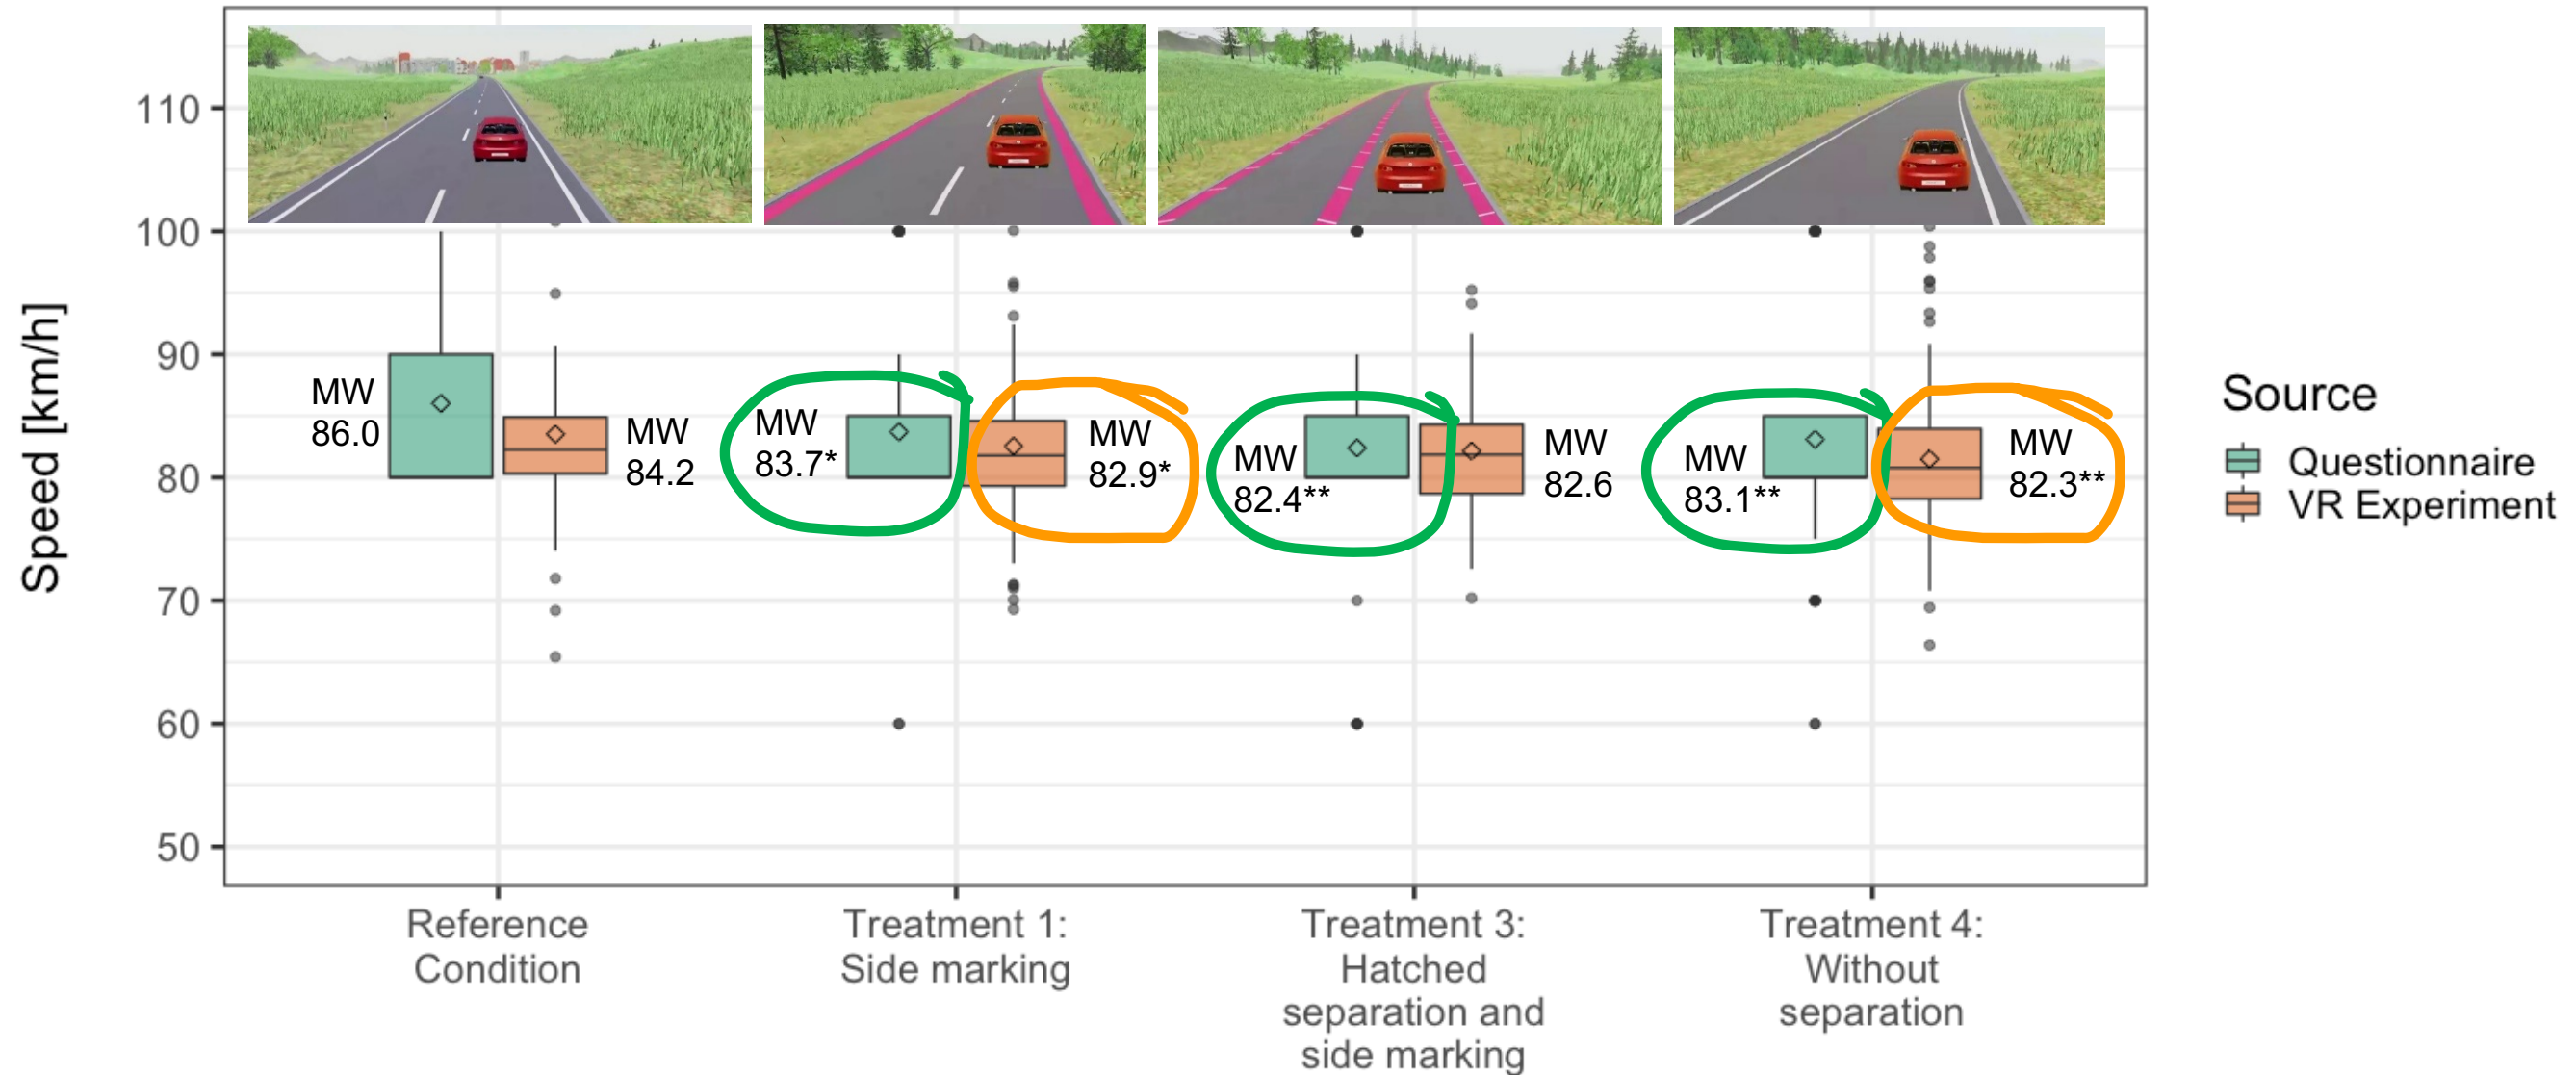 Speed [km/h]
110
100
90
80
70
60
50
MW
86.0
MW
84.2
MW
83.7*
MW
82.9*
MW
82.4**
MW
82.6
MW
83.1**
MW
82.3**
Reference
Condition
Treatment 1:
Side marking
Treatment 3:
Hatched
separation and
side marking
Treatment 4:
Without
separation
Source
Questionnaire
VR Experiment